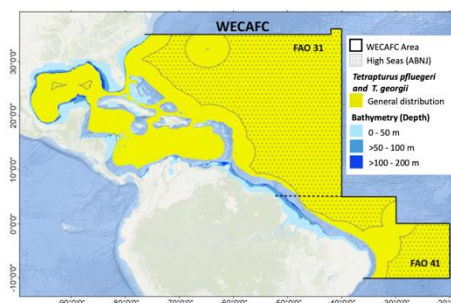 WECAFC
FAO 31
FAO 41
WECAFC Area
High Seas (ABNJ)
Tetrapturus pfluegeri
and T. georgii
General distribution
Bathymetry (Depth)
0 - 50 m
>50 - 100 m
>100 - 200 m
30°0'0"N
20°0'0"N
10°0'0"N
0°0'0"
10°0'0"S